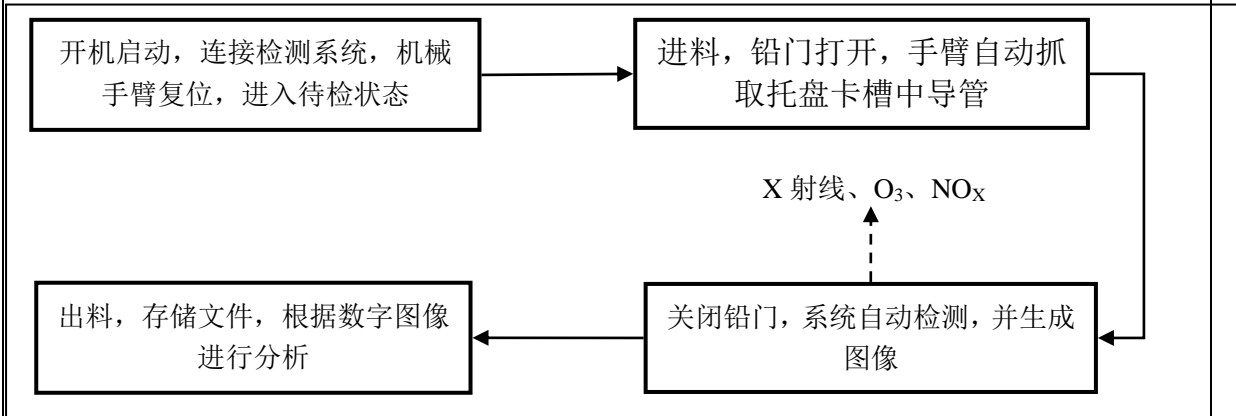 开机启动，连接检测系统，机械
手臂复位，进入待检状态
进料，铅门打开，手臂自动抓
取托盘卡槽中导管
X 射线、O₃、NOₓ
关闭铅门，系统自动检测，并生成
图像
出料，存储文件，根据数字图像
进行分析